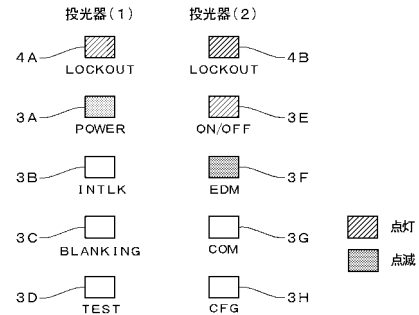 投光器(1) 投光器(2)
4A LOCKOUT LOCKOUT 4B
3A POWER ON/OFF 3E
3B INTLK EDM 3F
3C BLANKING COM 3G
3D TEST CFG 3H
点灯
点滅